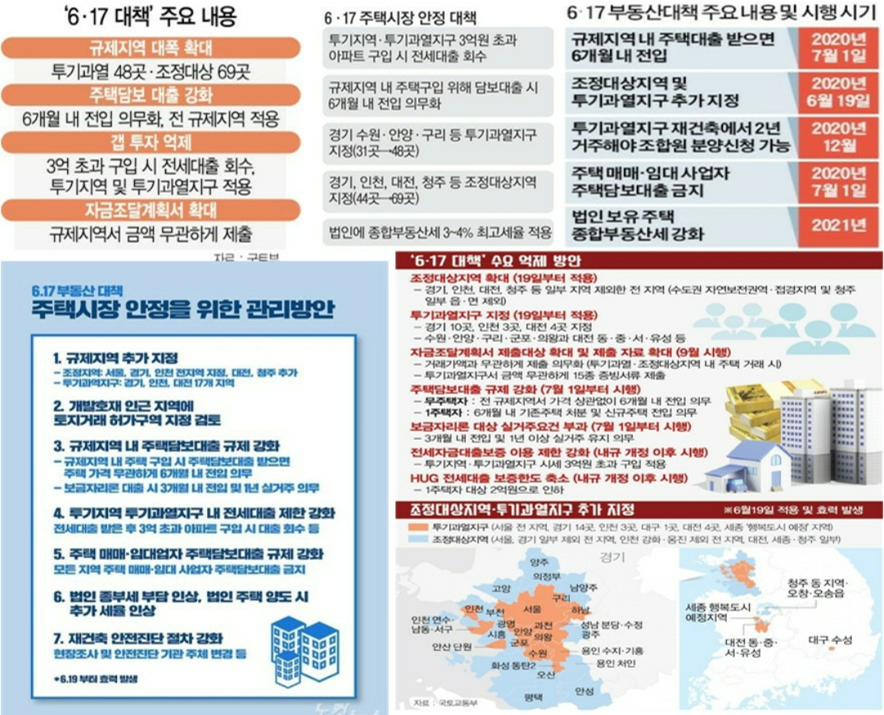 ‘6·17 대책’ 주요 내용
규제지역 대폭 확대
투기과열 48곳·조정대상 69곳
주택담보 대출 강화
6개월 내 전입 의무화, 전 규제지역 적용
갭 투자 억제
3억 초과 구입 시 전세대출 회수,
투기지역 및 투기과열지구 적용
자금조달계획서 확대
규제지역서 금액 무관하게 제출
자료 : 국토부
6·17 주택시장 안정 대책
투기지역·투기과열지구 3억원 초과
아파트 구입 시 전세대출 회수
규제지역 내 주택구입 위해 담보대출 시
6개월 내 전입 의무화
경기 수원·안양·구리 등 투기과열지구
지정(31곳→48곳)
경기, 인천, 대전, 청주 등 조정대상지역
지정(44곳→69곳)
법인에 종합부동산세 3~4% 최고세율 적용
6·17 부동산대책 주요 내용 및 시행 시기
규제지역 내 주택대출 받으면
6개월 내 전입
2020년
7월 1일
조정대상지역 및
투기과열지구 추가 지정
2020년
6월 19일
투기과열지구 재건축에서 2년
거주해야 조합원 분양신청 가능
2020년
12월
주택 매매·임대 사업자
주택담보대출 금지
2020년
7월 1일
법인 보유 주택
종합부동산세 강화
2021년
6.17 부동산 대책
주택시장 안정을 위한 관리방안
1. 규제지역 추가 지정
- 조정지역: 서울, 경기, 인천 전지역 지정, 대전, 청주 추가
- 투기과역지구: 경기, 인천, 대전 17개 지역
2. 개발호재 인근 지역에
토지거래 허가구역 지정 검토
3. 규제지역 내 주택담보대출 규제 강화
- 규제지역 내 주택 구입 시 주택담보대출 받으면
주택 가격 무관하게 6개월 내 전입 의무
- 보금자리론 대출 시 3개월 내 전입 및 1년 실거주 의무
4. 투기지역 투기과열지구 내 전세대출 제한 강화
전세대출 받은 후 3억 초과 아파트 구입 시 대출 회수 등
5. 주택 매매·임대업자 주택담보대출 규제 강화
모든 지역 주택 매매·임대 사업자 주택담보대출 금지
6. 법인 종부세 부담 인상, 법인 주택 양도 시
추가 세율 인상
7. 재건축 안전진단 절차 강화
현장조사 및 안전진단 기관 주체 변경 등
*6.19 부터 효력 발생
‘6·17 대책’ 주요 억제 방안
조정대상지역 확대 (19일부터 적용)
- 경기, 인천, 대전, 청주 등 일부 지역 제외한 전 지역 (수도권 자연보전권역·접경지역 및 청주
일부 읍·면 제외)
투기과열지구 지정 (19일부터 적용)
- 경기 10곳, 인천 3곳, 대전 4곳 지정
- 수원·안양·구리·군포·의왕과 대전 동·중·서·유성 등
자금조달계획서 제출대상 확대 및 제출 자료 확대 (9월 시행)
- 거래가액과 무관하게 제출 의무화 (투기과열·조정대상지역 내 주택 거래 시)
- 투기과열지구서 금액 무관하게 15종 증빙서류 제출
주택담보대출 규제 강화 (7월 1일부터 시행)
- 무주택자 : 전 규제지역서 가격 상관없이 6개월 내 전입 의무
- 1주택자 : 6개월 내 기존주택 처분 및 신규주택 전입 의무
보금자리론 대상 실거주요건 부과 (7월 1일부터 시행)
- 3개월 내 전입 및 1년 이상 실거주 유지 의무
전세자금대출보증 이용 제한 강화 (내규 개정 이후 시행)
- 투기지역·투기과열지구 시세 3억원 초과 구입 적용
HUG 전세대출 보증한도 축소 (내규 개정 이후 시행)
- 1주택자 대상 2억원으로 인하
조정대상지역·투기과열지구 추가 지정
※6월19일 적용 및 효력 발생
투기과열지구 (서울 전 지역, 경기 14곳, 인천 3곳, 대구 1곳, 대전 4곳, 세종 ‘행복도시 예정’ 지역)
조정대상지역 (서울, 경기 일부 제외 전 지역, 인천 강화·옹진 제외 전 지역, 대전, 세종·청주 일부)
경기
양주
의정부
고양
남양주
구리
인천
부천
서울
하남
인천 연수·
남동·서구
광명
과천
성남 분당·수정
시흥
안양
의왕
광주
안산 단원
군포
용인 수지·기흥
수원
용인 처인
화성 동탄2
오산
평택
안성
자료 : 국토교통부
청주 동 지역·
오창·오송읍
세종 행복도시
예정지역
대전 동·중·
서·유성
대구 수성